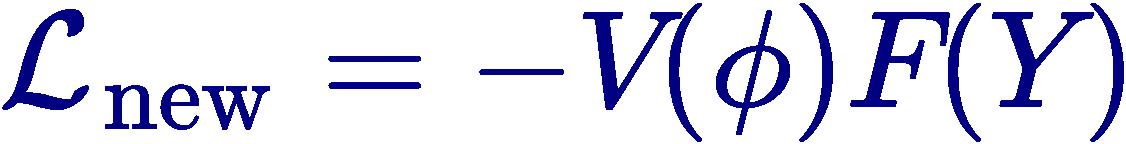 ℒ_new = −V(ϕ)F(Y)